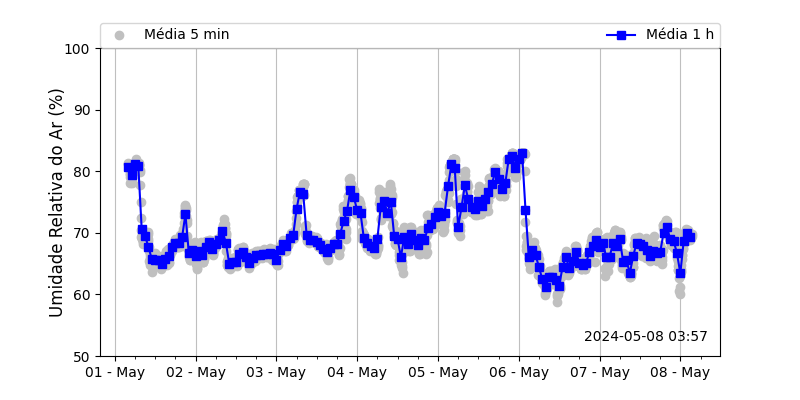 Média 5 min
Média 1 h
100
90
80
70
60
50
Umidade Relativa do Ar (%)
2024-05-08 03:57
01 - May
02 - May
03 - May
04 - May
05 - May
06 - May
07 - May
08 - May